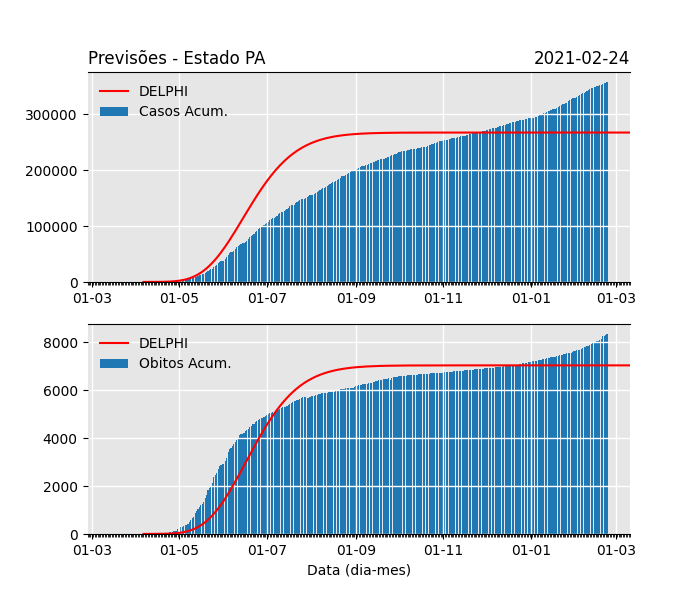 Previsões - Estado PA 2021-02-24
DELPHI
Casos Acum.
300000
200000
100000
0
01-03 01-05 01-07 01-09 01-11 01-01 01-03
DELPHI
Obitos Acum.
8000
6000
4000
2000
0
01-03 01-05 01-07 01-09 01-11 01-01 01-03
Data (dia-mes)